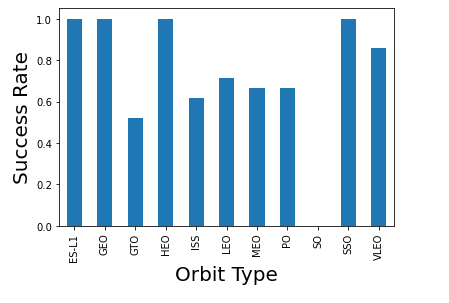 Success Rate
1.0
0.8
0.6
0.4
0.2
0.0
ES-L1
GEO
GTO
HEO
ISS
LEO
MEO
PO
SO
SSO
VLEO
Orbit Type